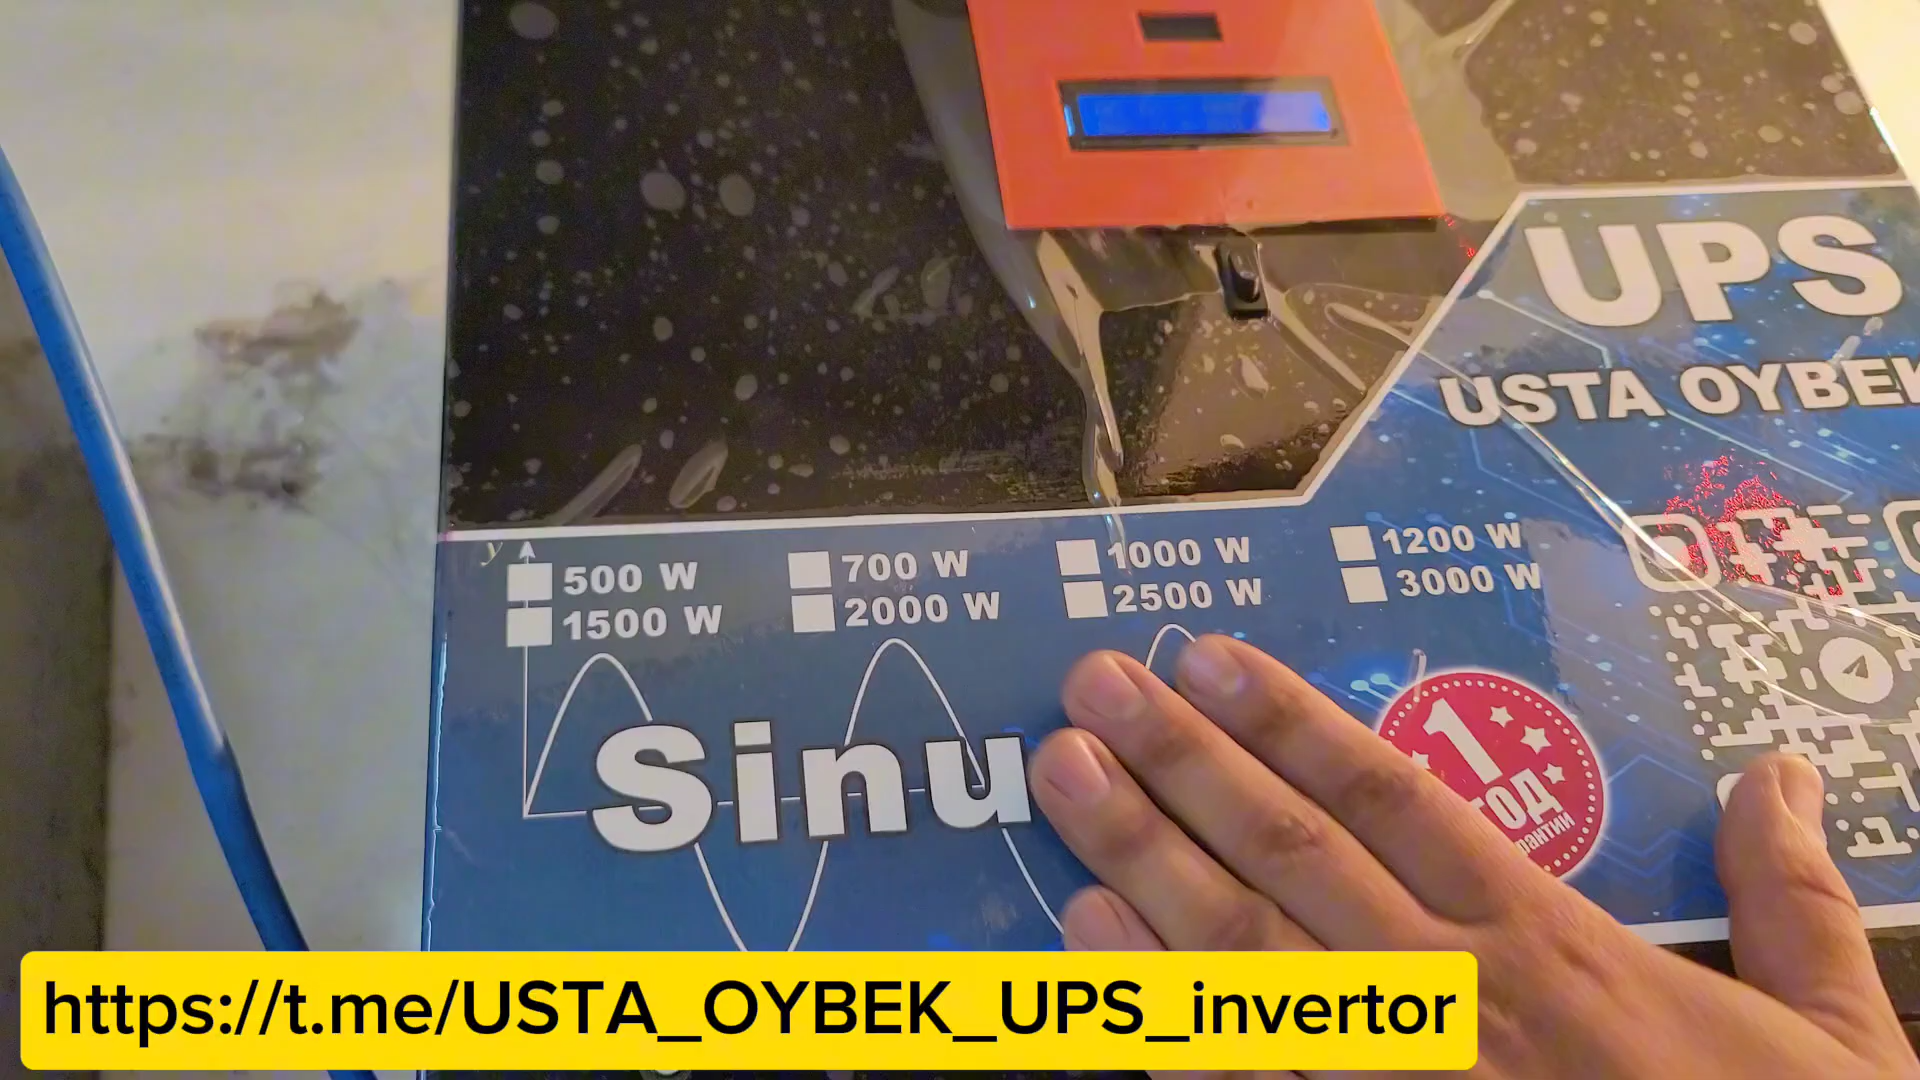 UPS
USTA OYBEK
y
500 W
700 W
1000 W
1200 W
1500 W
2000 W
2500 W
3000 W
Sinu
1
ГОД
https://t.me/USTA_OYBEK_UPS_invertor